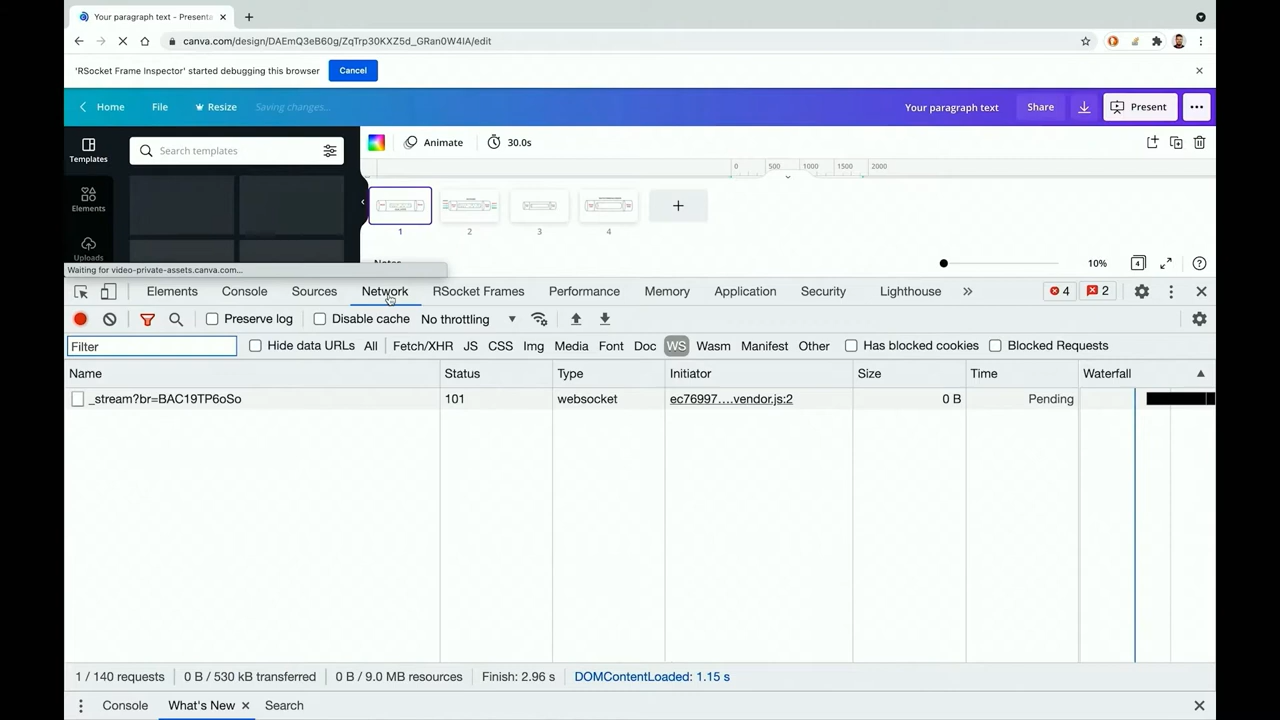 Your paragraph text - Presenta
canva.com/design/DAEmQ3eB60g/ZqTrp30KXZ5d_GRan0W4IA/edit
'RSocket Frame Inspector' started debugging this browser Cancel
Home File Resize Saving changes... Your paragraph text Share Present
Templates Search templates Animate 30.0s
0 500 1000 1500 2000
Elements
1 2 3 4
Uploads
Notes 10% 4
Waiting for video-private-assets.canva.com...
Elements Console Sources Network RSocket Frames Performance Memory Application Security Lighthouse 4 2
Preserve log Disable cache No throttling
Filter Hide data URLs All Fetch/XHR JS CSS Img Media Font Doc WS Wasm Manifest Other Has blocked cookies Blocked Requests
Name Status Type Initiator Size Time Waterfall
_stream?br=BAC19TP6oSo 101 websocket ec76997….vendor.js:2 0 B Pending
1 / 140 requests 0 B / 530 kB transferred 0 B / 9.0 MB resources Finish: 2.96 s DOMContentLoaded: 1.15 s
Console What's New Search